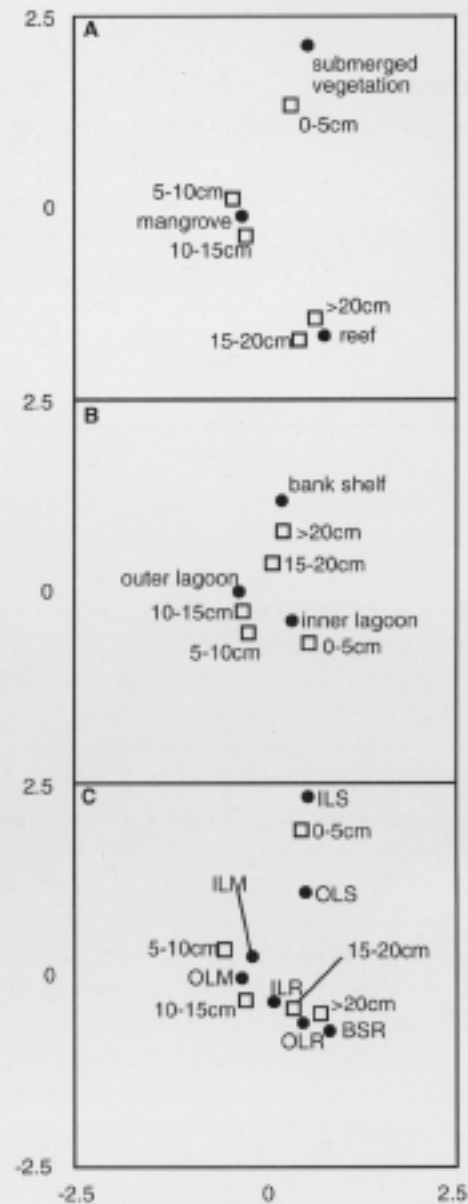 2.5
A
submerged
vegetation
0-5cm
5-10cm
0
mangrove
10-15cm
>20cm
15-20cm
reef
2.5
B
bank shelf
>20cm
15-20cm
outer lagoon
0
10-15cm
inner lagoon
5-10cm
0-5cm
2.5
C
ILS
0-5cm
ILM
OLS
5-10cm
15-20cm
0
OLM
ILR
10-15cm
>20cm
OLR
BSR
-2.5
-2.5
0
2.5